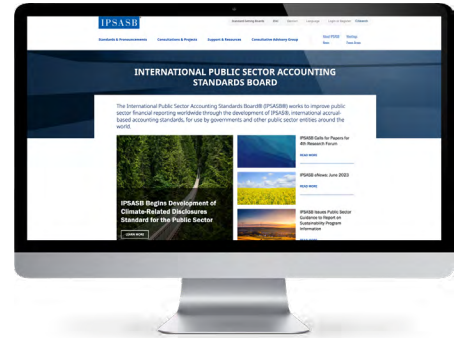 IPSASB
Standards & Pronouncements Consultations & Projects Support & Resources Consultative Advisory Group
INTERNATIONAL PUBLIC SECTOR ACCOUNTING
STANDARDS BOARD
The International Public Sector Accounting Standards Board® (IPSASB®) works to improve public
sector financial reporting worldwide through the development of IPSAS®, international accrual-
based accounting standards, for use by governments and other public sector entities around the
world.
IPSASB Begins Development of
Climate-Related Disclosures
Standard for the Public Sector
LEARN MORE
IPSASB Calls for Papers for
4th Research Forum
READ MORE
IPSASB eNews: June 2023
READ MORE
IPSASB Issues Public Sector
Guidance to Report on
Sustainability Program
Information
READ MORE